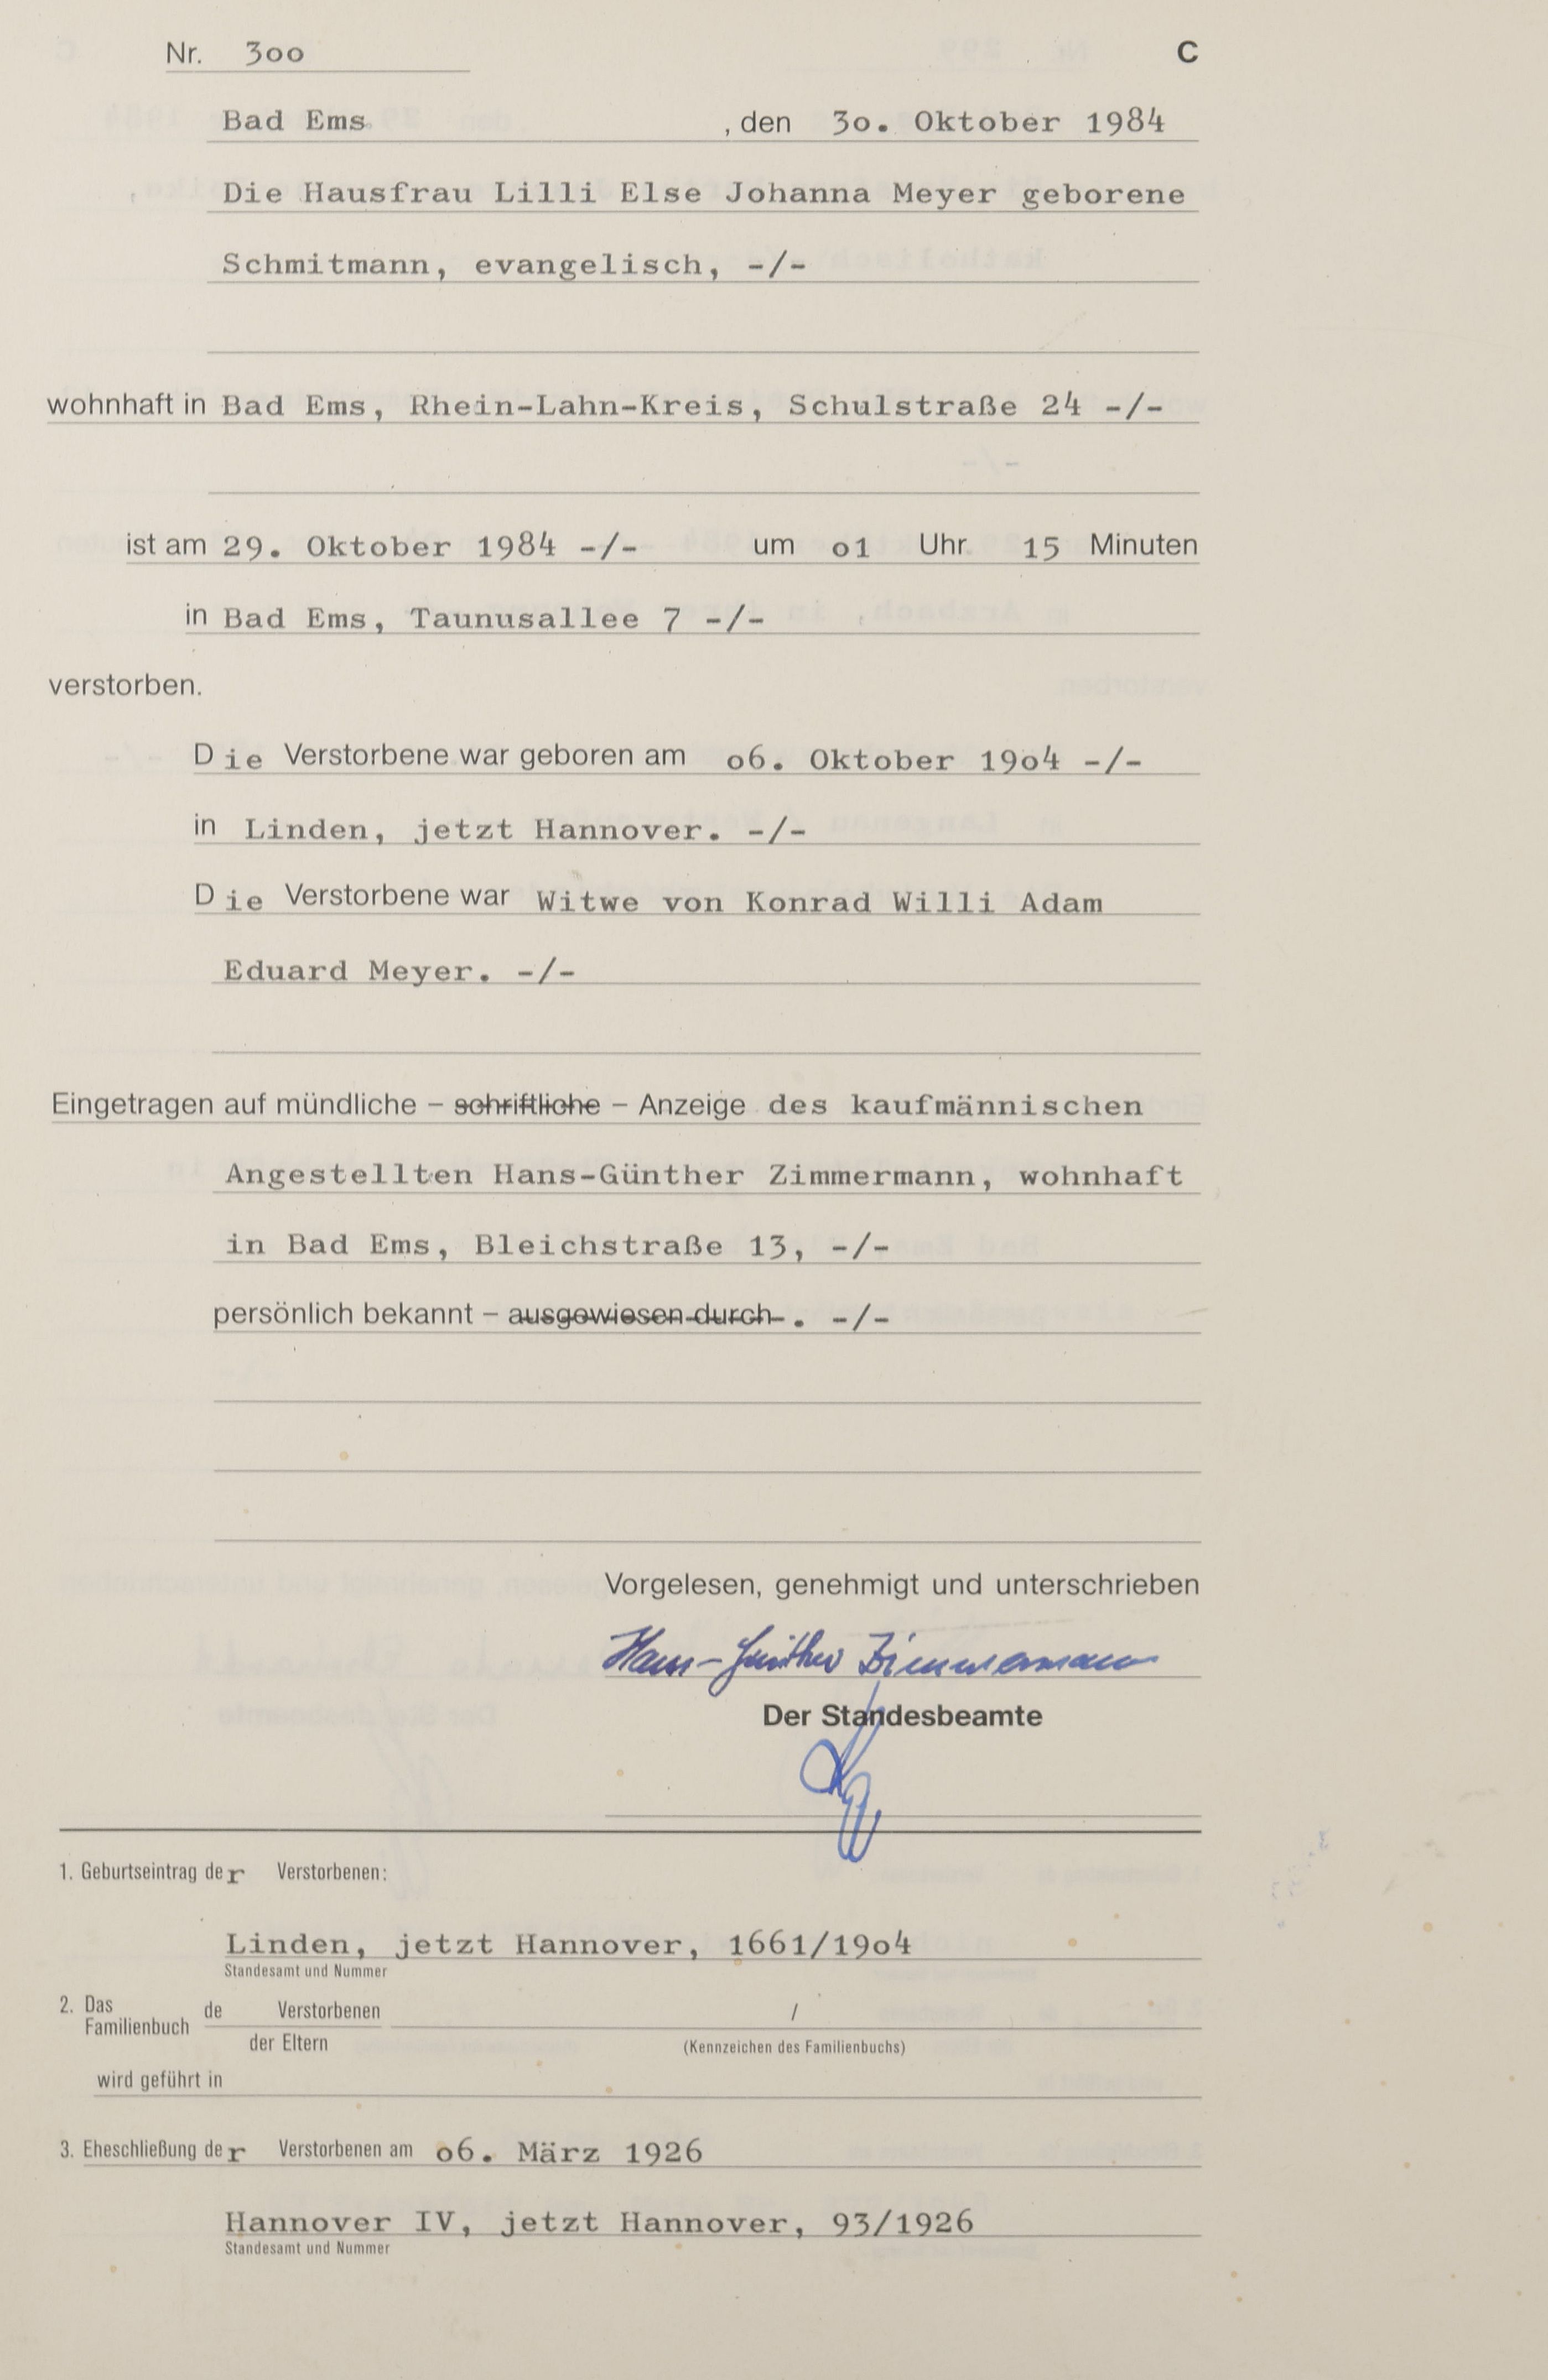 Nr. 3oo C
Bad Ems , den 3o. Oktober 1984
Die Hausfrau Lilli Else Johanna Meyer geborene
Schmitmann, evangelisch, -/-
wohnhaft in Bad Ems, Rhein-Lahn-Kreis, Schulstraße 24 -/-
ist am 29. Oktober 1984 -/- um o1 Uhr 15 Minuten
in Bad Ems, Taunusallee 7 -/-
verstorben.
Die Verstorbene war geboren am o6. Oktober 19o4 -/-
in Linden, jetzt Hannover. -/-
Die Verstorbene war Witwe von Konrad Willi Adam
Eduard Meyer. -/-
Eingetragen auf mündliche – schriftliche – Anzeige des kaufmännischen
Angestellten Hans-Günther Zimmermann, wohnhaft
in Bad Ems, Bleichstraße 13, -/-
persönlich bekannt – ausgewiesen durch . -/-
Vorgelesen, genehmigt und unterschrieben
Hans-Günther Zimmermann
Der Standesbeamte
1. Geburtseintrag der Verstorbenen:
Linden, jetzt Hannover, 1661/19o4
Standesamt und Nummer
2. Das Familienbuch de Verstorbenen /
der Eltern (Kennzeichen des Familienbuchs)
wird geführt in
3. Eheschließung der Verstorbenen am o6. März 1926
Hannover IV, jetzt Hannover, 93/1926
Standesamt und Nummer